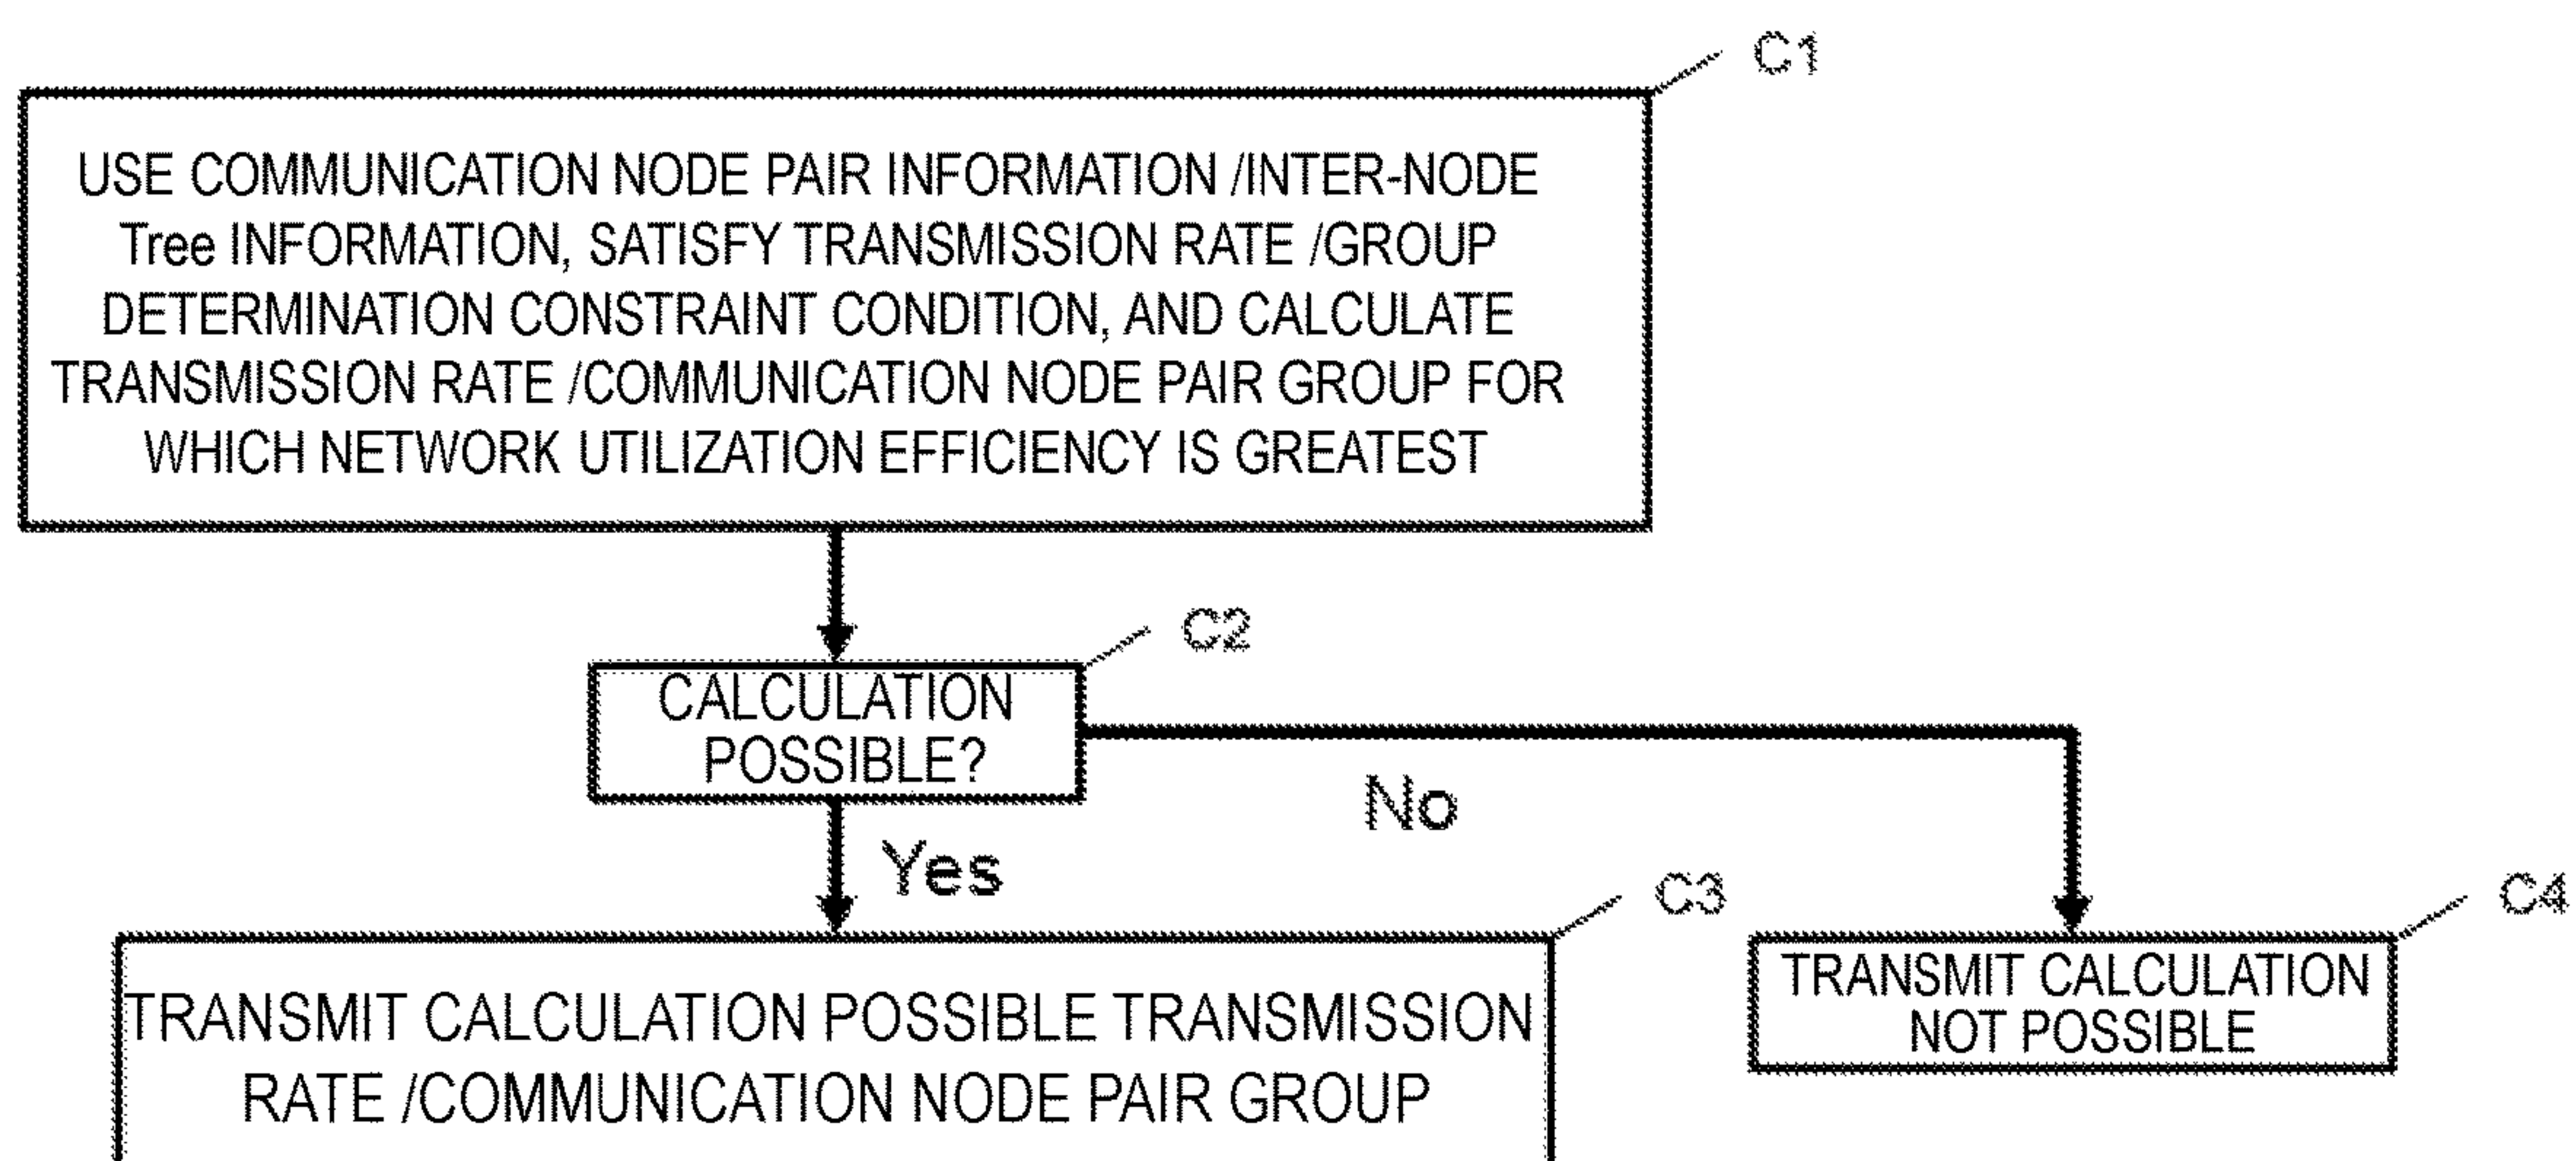 C1
USE COMMUNICATION NODE PAIR INFORMATION /INTER-NODE
Tree INFORMATION, SATISFY TRANSMISSION RATE /GROUP
DETERMINATION CONSTRAINT CONDITION, AND CALCULATE
TRANSMISSION RATE /COMMUNICATION NODE PAIR GROUP FOR
WHICH NETWORK UTILIZATION EFFICIENCY IS GREATEST
C2
CALCULATION
POSSIBLE?
No
Yes
C3
C4
TRANSMIT CALCULATION POSSIBLE TRANSMISSION
RATE /COMMUNICATION NODE PAIR GROUP
TRANSMIT CALCULATION
NOT POSSIBLE